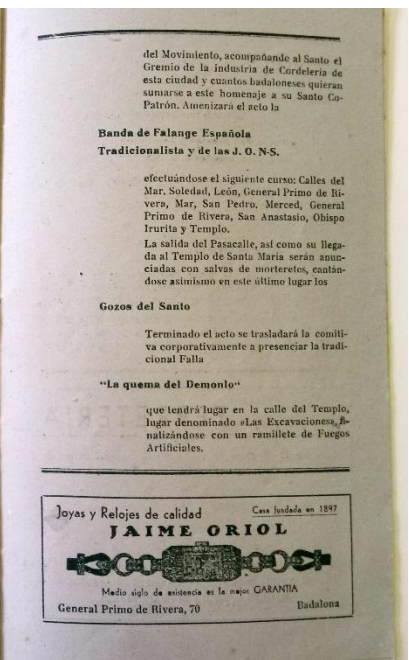 del Movimiento, acompañando al Santo el
Gremio de la industria de Cordelería de
esta ciudad y cuantos badaloneses quieran
sumarse a este homenaje a su Santo Co-
Patrón. Amenizará el acto la
Banda de Falange Española
Tradicionalista y de las J. O. N-S.
efectuándose el siguiente curso: Calles del
Mar, Soledad, León, General Primo de Ri-
vera, Mar, San Pedro, Merced, General
Primo de Rivera, San Anastasio, Obispo
Irurita y Templo.
La salida del Pasacalle, así como su llega-
da al Templo de Santa María serán anun-
ciadas con salvas de morteretes, cantán-
dose asimismo en este último lugar los
Gozos del Santo
Terminado el acto se trasladará la comiti-
va corporativamente a presenciar la tradi-
cional Falla
"La quema del Demonio"
que tendrá lugar en la calle del Templo,
lugar denominado «Las Excavaciones», fi-
nalizándose con un ramillete de Fuegos
Artificiales.
Joyas y Relojes de calidad
Casa fundada en 1897
JAIME ORIOL
Medio siglo de existencia es la mejor GARANTIA
General Primo de Rivera, 70
Badalona